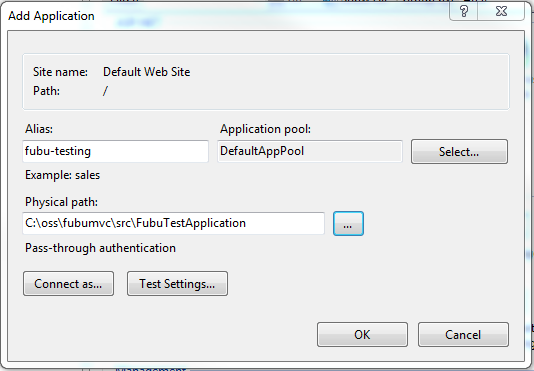 Add Application
Site name: Default Web Site
Path: /
Alias: Application pool:
fubu-testing DefaultAppPool Select...
Example: sales
Physical path:
C:\oss\fubumvc\src\FubuTestApplication ...
Pass-through authentication
Connect as... Test Settings...
OK Cancel
Management